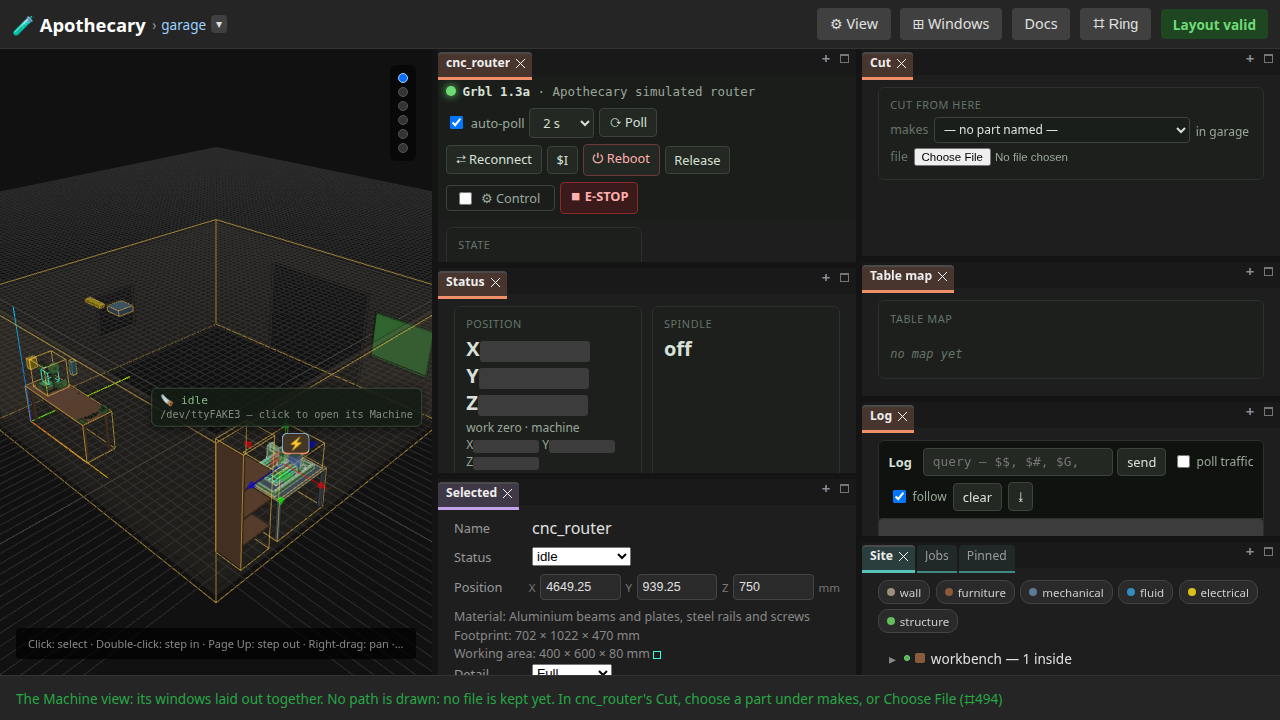 🧪 Apothecary › garage ▾
⚙ View
⊞ Windows
Docs
⌗ Ring
Layout valid
🔪 idle
/dev/ttyFAKE3 — click to open its Machine
Click: select · Double-click: step in · Page Up: step out · Right-drag: pan ·...
cnc_router
Grbl 1.3a · Apothecary simulated router
auto-poll 2 s ⟳ Poll
⇄ Reconnect $I ⏻ Reboot Release
⚙ Control ■ E-STOP
STATE
Status
POSITION
X
Y
Z
work zero · machine
X Y
Z
SPINDLE
off
Selected
Name cnc_router
Status idle
Position X 4649.25 Y 939.25 Z 750 mm
Material: Aluminium beams and plates, steel rails and screws
Footprint: 702 × 1022 × 470 mm
Working area: 400 × 600 × 80 mm
Detail Full
Cut
CUT FROM HERE
makes — no part named — in garage
file Choose File No file chosen
Table map
TABLE MAP
no map yet
Log
Log query — $$, $#, $G, send poll traffic
follow clear ⤓
Site Jobs Pinned
wall furniture mechanical fluid electrical
structure
▸ workbench — 1 inside
The Machine view: its windows laid out together. No path is drawn: no file is kept yet. In cnc_router's Cut, choose a part under makes, or Choose File (⌗494)